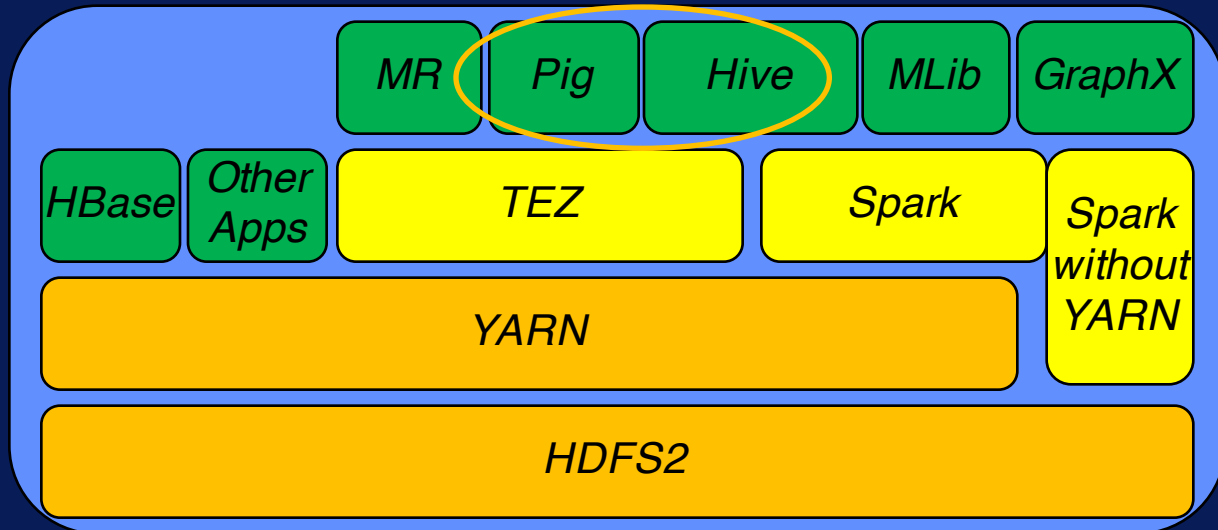 MR
Pig
Hive
MLib
GraphX
HBase
Other
Apps
TEZ
Spark
Spark
without
YARN
YARN
HDFS2